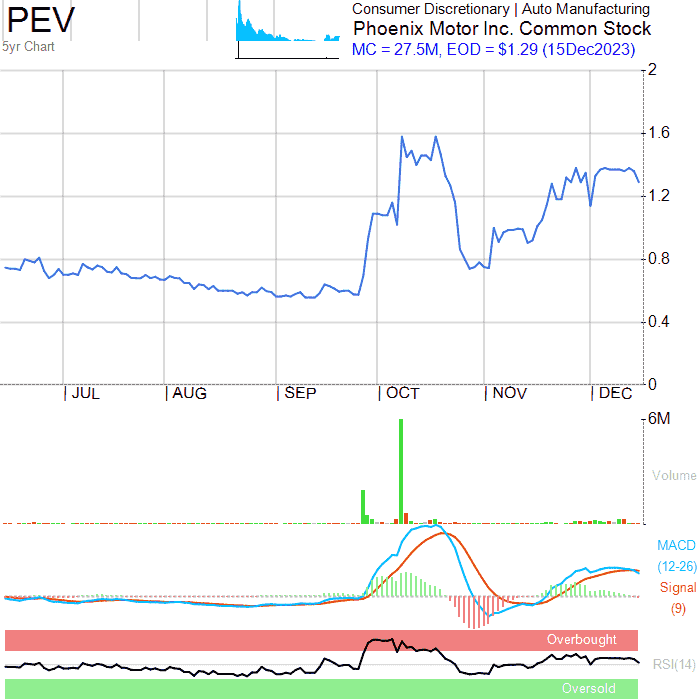 PEV
5yr Chart
Consumer Discretionary | Auto Manufacturing
Phoenix Motor Inc. Common Stock
MC = 27.5M, EOD = $1.29 (15Dec2023)
2
1.6
1.2
0.8
0.4
0
JUL AUG SEP OCT NOV DEC
6M
Volume
MACD
(12-26)
Signal
(9)
Overbought
RSI(14)
Oversold